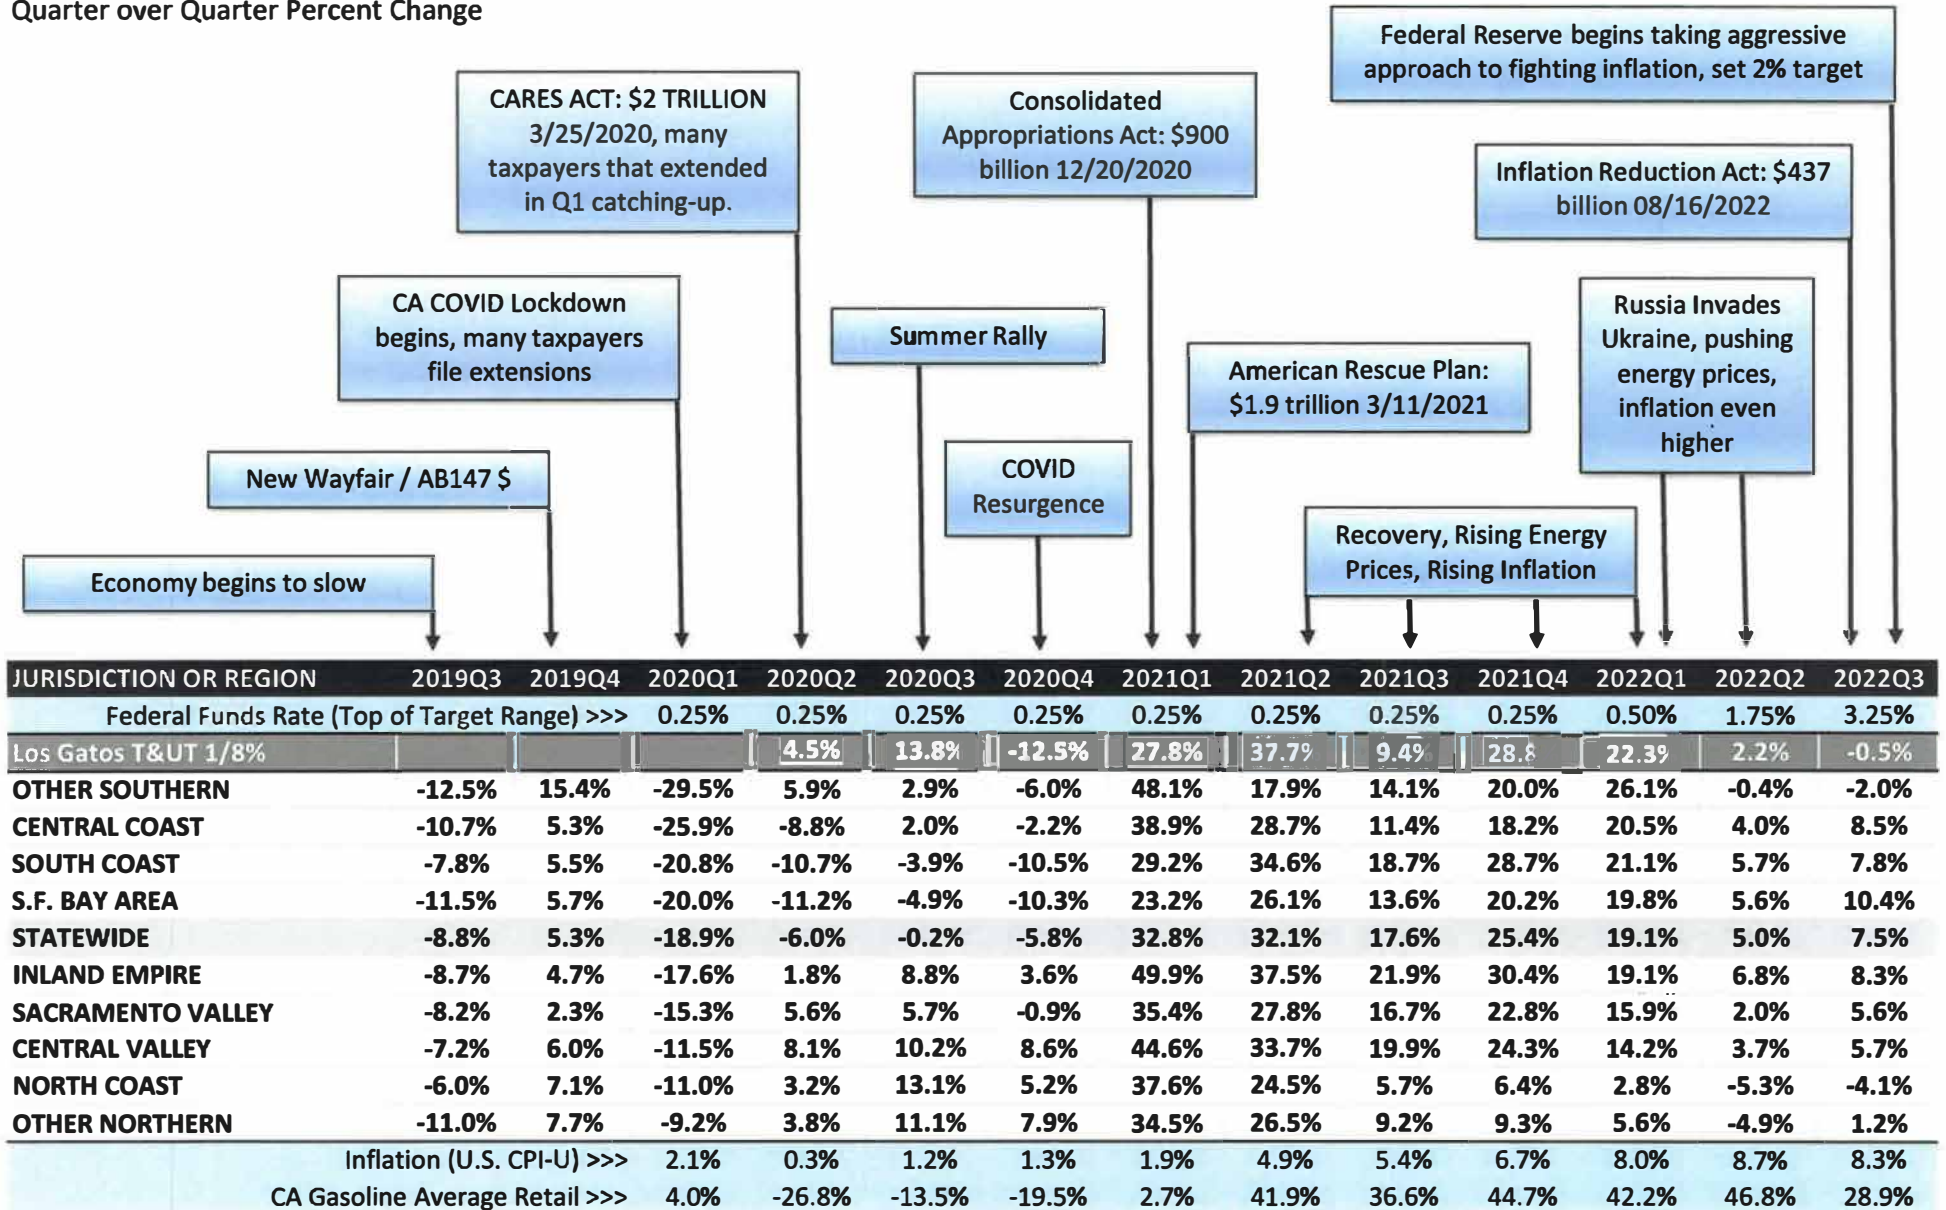 Quarter over Quarter Percent Change
Federal Reserve begins taking aggressive
approach to fighting inflation, set 2% target
CARES ACT: $2 TRILLION
3/25/2020, many
taxpayers that extended
in Q1 catching-up.
Consolidated
Appropriations Act: $900
billion 12/20/2020
Inflation Reduction Act: $437
billion 08/16/2022
CA COVID Lockdown
begins, many taxpayers
file extensions
Summer Rally
Russia Invades
Ukraine, pushing
energy prices,
inflation even
higher
American Rescue Plan:
$1.9 trillion 3/11/2021
New Wayfair / AB147 $
COVID
Resurgence
Recovery, Rising Energy
Prices, Rising Inflation
Economy begins to slow
JURISDICTION OR REGION 2019Q3 2019Q4 2020Q1 2020Q2 2020Q3 2020Q4 2021Q1 2021Q2 2021Q3 2021Q4 2022Q1 2022Q2 2022Q3
Federal Funds Rate (Top of Target Range) >>> 0.25% 0.25% 0.25% 0.25% 0.25% 0.25% 0.25% 0.25% 0.50% 1.75% 3.25%
Los Gatos T&UT 1/8% 4.5% 13.8% -12.5% 27.8% 37.7% 9.4% 28.8 22.3% 2.2% -0.5%
OTHER SOUTHERN -12.5% 15.4% -29.5% 5.9% 2.9% -6.0% 48.1% 17.9% 14.1% 20.0% 26.1% -0.4% -2.0%
CENTRAL COAST -10.7% 5.3% -25.9% -8.8% 2.0% -2.2% 38.9% 28.7% 11.4% 18.2% 20.5% 4.0% 8.5%
SOUTH COAST -7.8% 5.5% -20.8% -10.7% -3.9% -10.5% 29.2% 34.6% 18.7% 28.7% 21.1% 5.7% 7.8%
S.F. BAY AREA -11.5% 5.7% -20.0% -11.2% -4.9% -10.3% 23.2% 26.1% 13.6% 20.2% 19.8% 5.6% 10.4%
STATEWIDE -8.8% 5.3% -18.9% -6.0% -0.2% -5.8% 32.8% 32.1% 17.6% 25.4% 19.1% 5.0% 7.5%
INLAND EMPIRE -8.7% 4.7% -17.6% 1.8% 8.8% 3.6% 49.9% 37.5% 21.9% 30.4% 19.1% 6.8% 8.3%
SACRAMENTO VALLEY -8.2% 2.3% -15.3% 5.6% 5.7% -0.9% 35.4% 27.8% 16.7% 22.8% 15.9% 2.0% 5.6%
CENTRAL VALLEY -7.2% 6.0% -11.5% 8.1% 10.2% 8.6% 44.6% 33.7% 19.9% 24.3% 14.2% 3.7% 5.7%
NORTH COAST -6.0% 7.1% -11.0% 3.2% 13.1% 5.2% 37.6% 24.5% 5.7% 6.4% 2.8% -5.3% -4.1%
OTHER NORTHERN -11.0% 7.7% -9.2% 3.8% 11.1% 7.9% 34.5% 26.5% 9.2% 9.3% 5.6% -4.9% 1.2%
Inflation (U.S. CPI-U) >>> 2.1% 0.3% 1.2% 1.3% 1.9% 4.9% 5.4% 6.7% 8.0% 8.7% 8.3%
CA Gasoline Average Retail >>> 4.0% -26.8% -13.5% -19.5% 2.7% 41.9% 36.6% 44.7% 42.2% 46.8% 28.9%